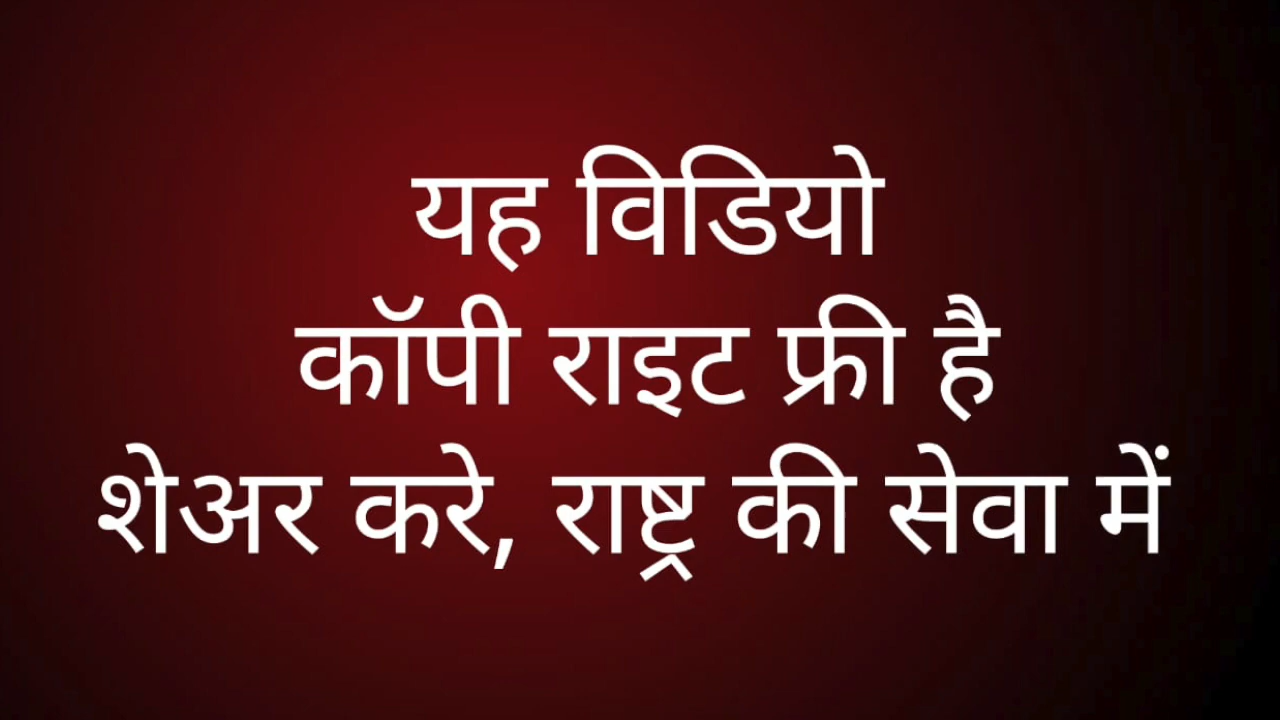 यह विडियो
कॉपी राइट फ्री है
शेअर करे, राष्ट्र की सेवा में